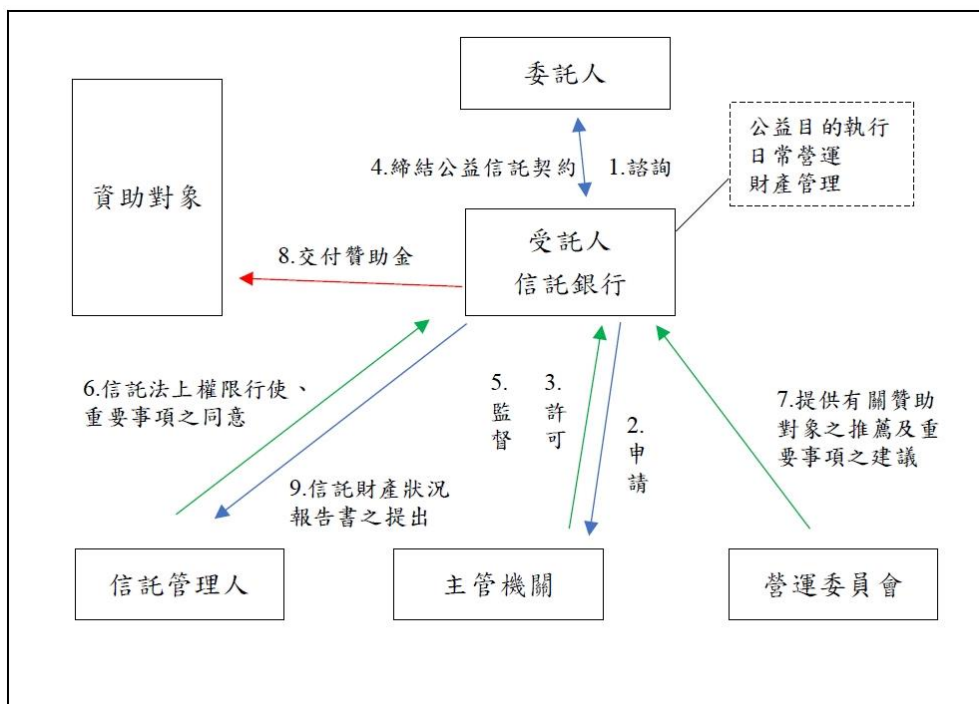 委託人
公益目的執行
日常營運
財產管理
資助對象
4.締結公益信託契約
1.諮詢
受託人
信託銀行
8.交付贊助金
6.信託法上權限行使、
重要事項之同意
5.監督
3.許可
2.申請
7.提供有關贊助
對象之推薦及重
要事項之建議
9.信託財產狀況
報告書之提出
信託管理人
主管機關
營運委員會